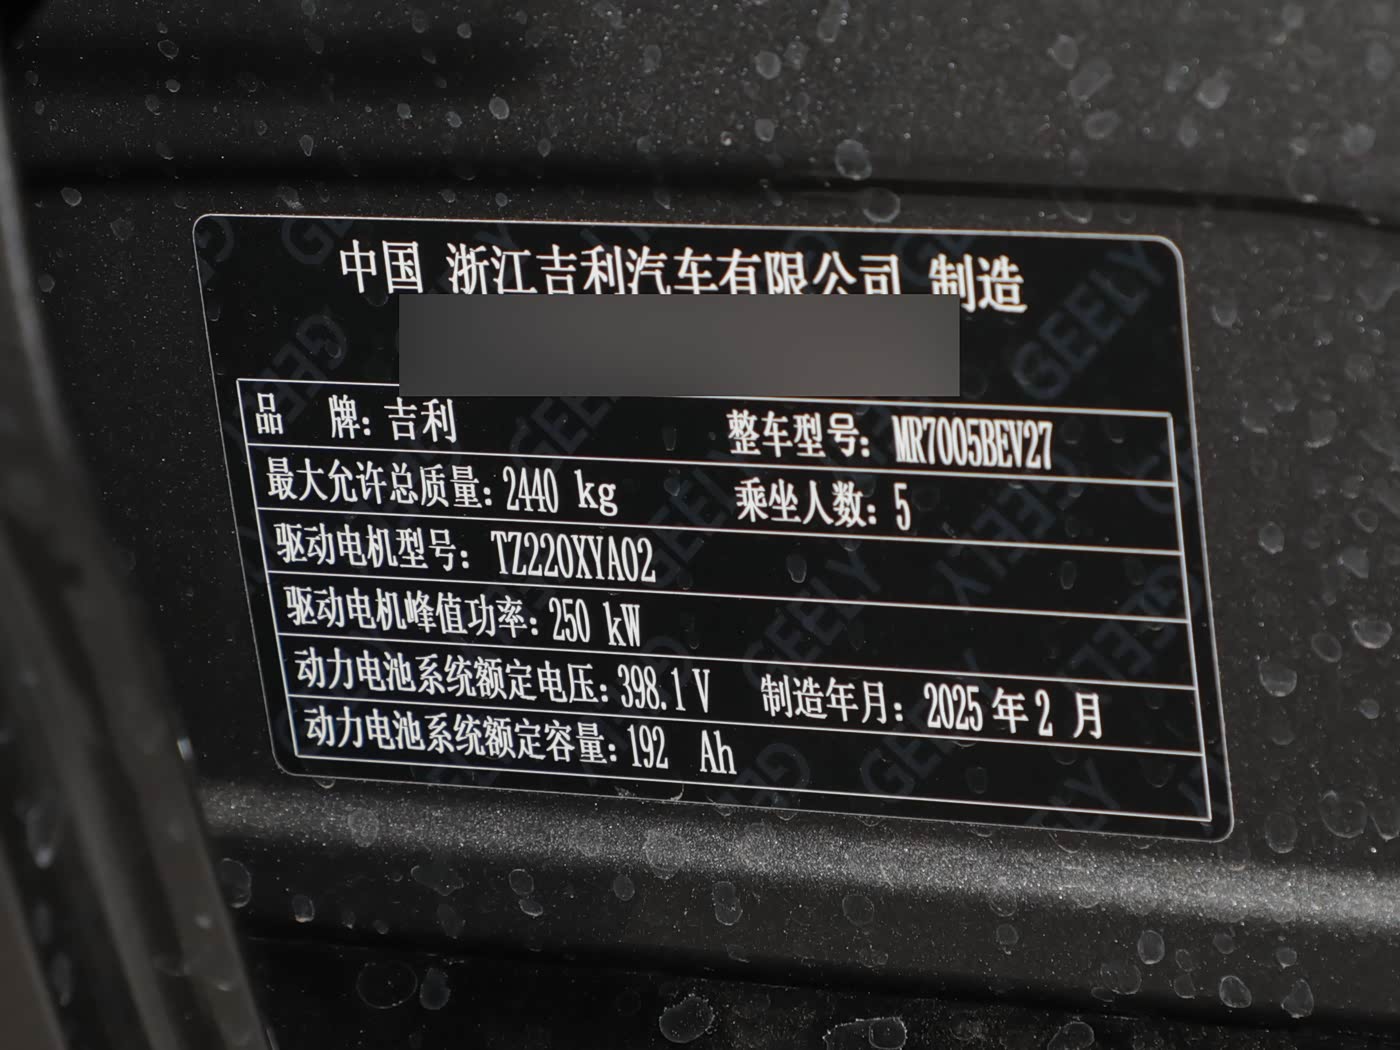 中国 浙江吉利汽车有限公司 制造
品 牌: 吉利 整车型号: MR7005BEV27
最大允许总质量: 2440 kg 乘坐人数: 5
驱动电机型号: TZ220XYA02
驱动电机峰值功率: 250 kW
动力电池系统额定电压: 398.1 V 制造年月: 2025 年 2 月
动力电池系统额定容量: 192 Ah
GEELY